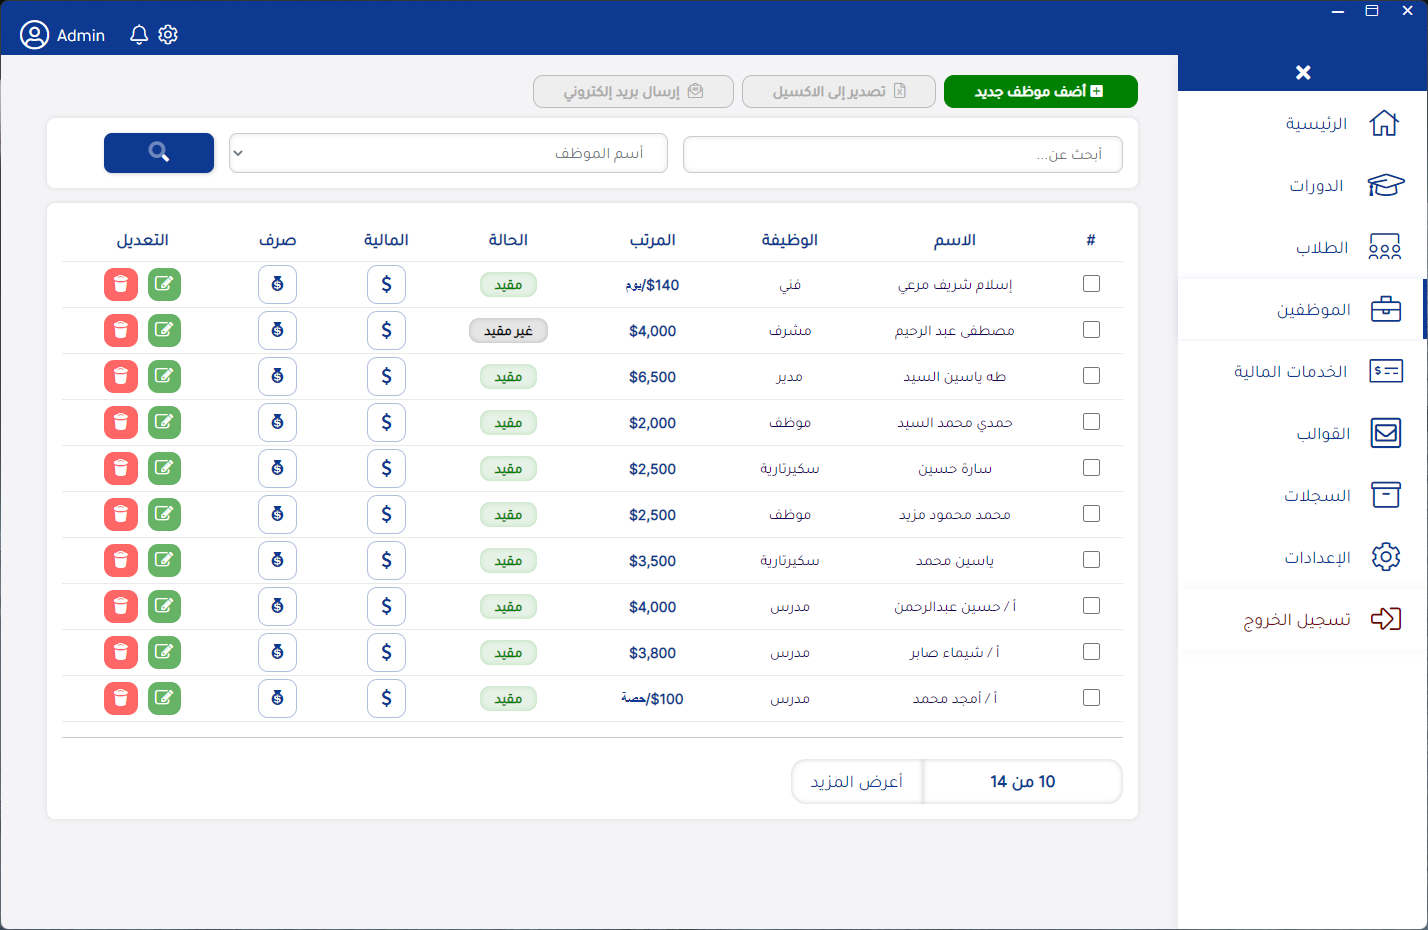 Admin
الرئيسية
الدورات
الطلاب
الموظفين
الخدمات المالية
القوالب
السجلات
الإعدادات
تسجيل الخروج
أضف موظف جديد
تصدير إلى الاكسيل
إرسال بريد إلكتروني
أبحث عن...
أسم الموظف
# الاسم الوظيفة المرتب الحالة المالية صرف التعديل
إسلام شريف مرعي فني $140/يوم مقيد
مصطفى عبد الرحيم مشرف $4,000 غير مقيد
طه ياسين السيد مدير $6,500 مقيد
حمدي محمد السيد موظف $2,000 مقيد
سارة حسين سكيرتارية $2,500 مقيد
محمد محمود مزيد موظف $2,500 مقيد
ياسين محمد سكيرتارية $3,500 مقيد
أ / حسين عبدالرحمن مدرس $4,000 مقيد
أ / شيماء صابر مدرس $3,800 مقيد
أ / أمجد محمد مدرس $100/حصة مقيد
10 من 14
أعرض المزيد